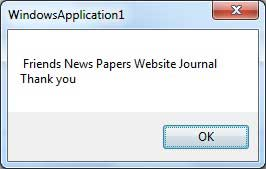 WindowsApplication1
Friends News Papers Website Journal
Thank you
OK